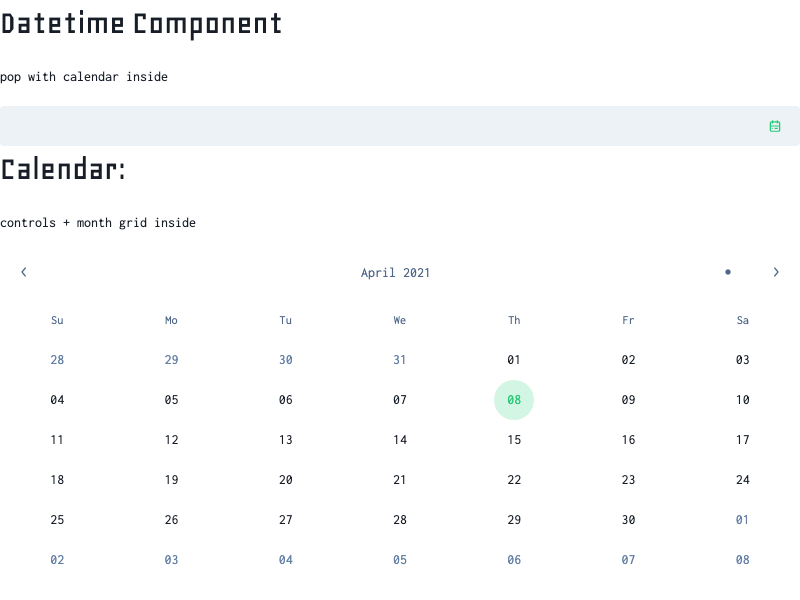 Datetime Component
pop with calendar inside
Calendar:
controls + month grid inside
April 2021
Su Mo Tu We Th Fr Sa
28 29 30 31 01 02 03
04 05 06 07 08 09 10
11 12 13 14 15 16 17
18 19 20 21 22 23 24
25 26 27 28 29 30 01
02 03 04 05 06 07 08